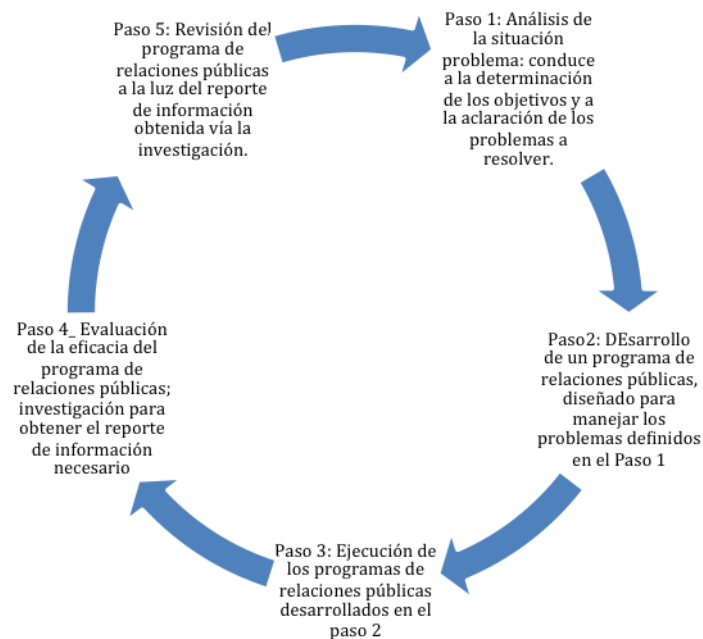 Paso 1: Análisis de
la situación
problema: conduce
a la determinación
de los objetivos y a
la aclaración de los
problemas a
resolver.
Paso2: DEsarrollo
de un programa de
relaciones públicas,
diseñado para
manejar los
problemas definidos
en el Paso 1
Paso 3: Ejecución de
los programas de
relaciones públicas
desarrollados en el
paso 2
Paso 4_ Evaluación
de la eficacia del
programa de
relaciones públicas;
investigación para
obtener el reporte
de información
necesario
Paso 5: Revisión del
programa de
relaciones públicas
a la luz del reporte
de información
obtenida vía la
investigación.